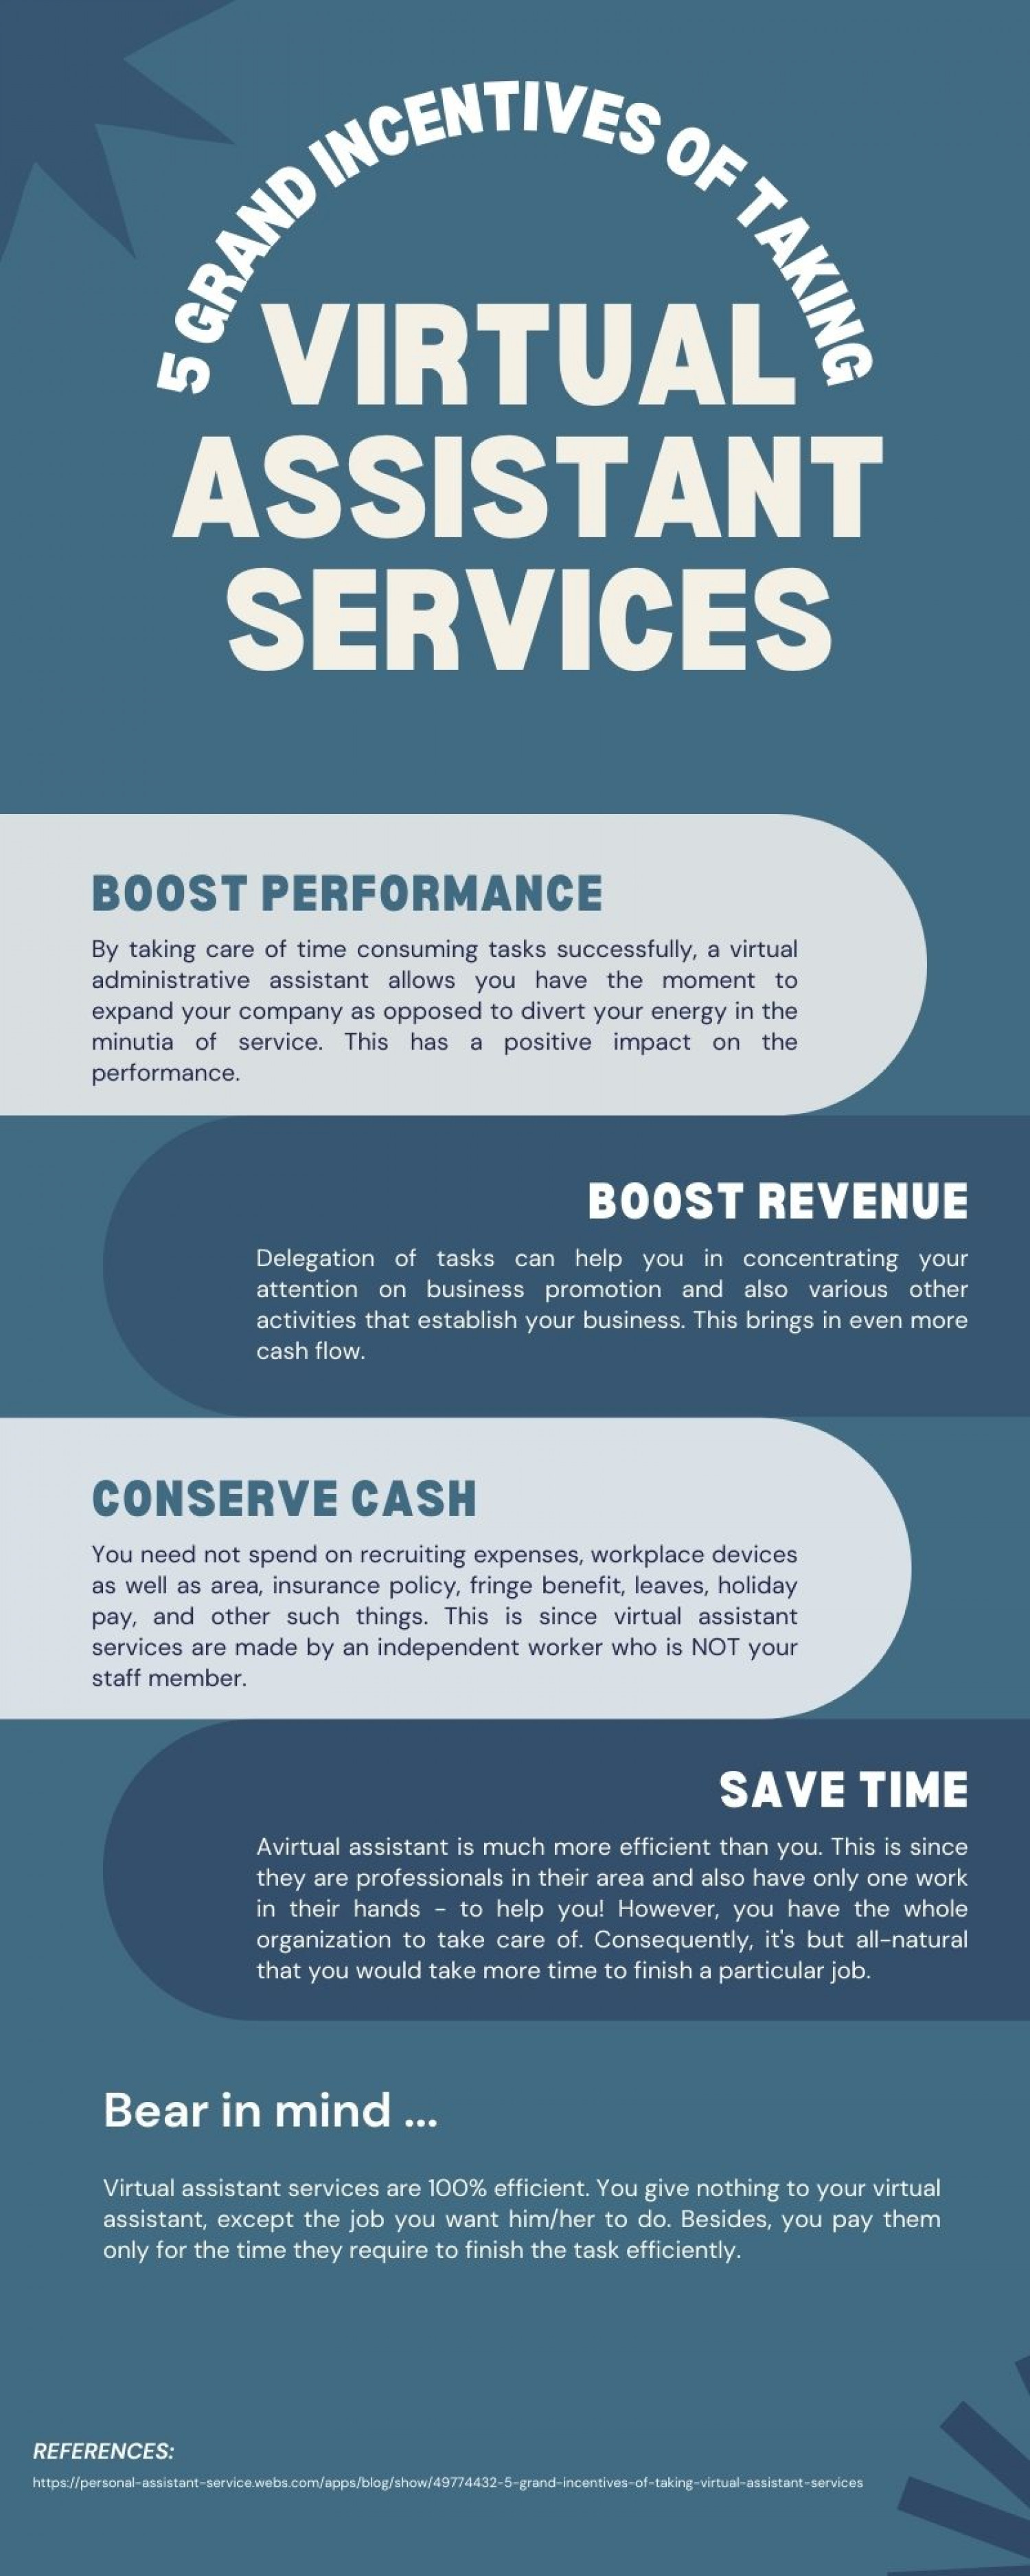 5 GRAND INCENTIVES OF TAKING
VIRTUAL
ASSISTANT
SERVICES
BOOST PERFORMANCE
By taking care of time consuming tasks successfully, a virtual
administrative assistant allows you have the moment to
expand your company as opposed to divert your energy in the
minutia of service. This has a positive impact on the
performance.
BOOST REVENUE
Delegation of tasks can help you in concentrating your
attention on business promotion and also various other
activities that establish your business. This brings in even more
cash flow.
CONSERVE CASH
You need not spend on recruiting expenses, workplace devices
as well as area, insurance policy, fringe benefit, leaves, holiday
pay, and other such things. This is since virtual assistant
services are made by an independent worker who is NOT your
staff member.
SAVE TIME
Avirtual assistant is much more efficient than you. This is since
they are professionals in their area and also have only one work
in their hands - to help you! However, you have the whole
organization to take care of. Consequently, it's but all-natural
that you would take more time to finish a particular job.
Bear in mind ...
Virtual assistant services are 100% efficient. You give nothing to your virtual
assistant, except the job you want him/her to do. Besides, you pay them
only for the time they require to finish the task efficiently.
REFERENCES:
https://personal-assistant-service.webs.com/apps/blog/show/49774432-5-grand-incentives-of-taking-virtual-assistant-services